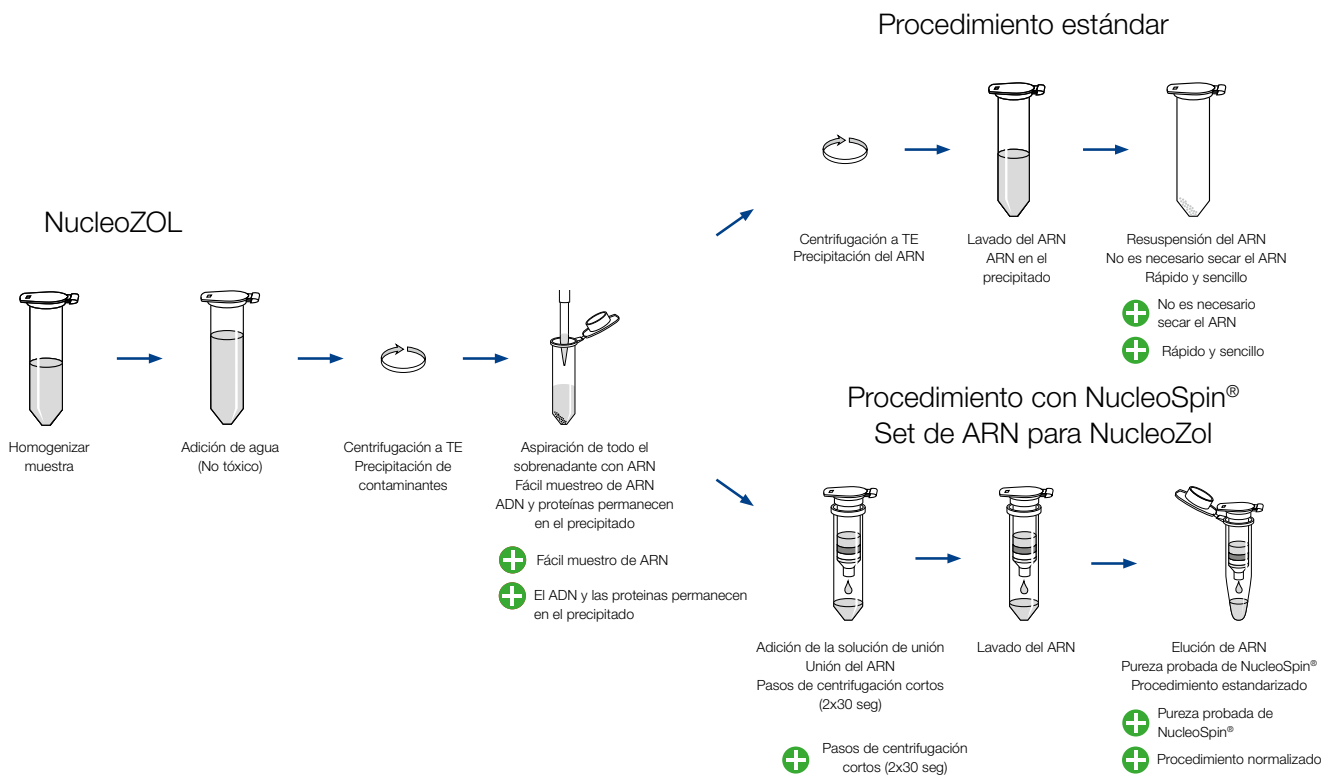 Procedimiento estándar
NucleoZOL
Homogenizar
muestra
Adición de agua
(No tóxico)
Centrifugación a TE
Precipitación de
contaminantes
Aspiración de todo el
sobrenadante con ARN
Fácil muestreo de ARN
ADN y proteínas permanecen
en el precipitado
Fácil muestro de ARN
El ADN y las proteinas permanecen
en el precipitado
Centrifugación a TE
Precipitación del ARN
Lavado del ARN
ARN en el
precipitado
Resuspensión del ARN
No es necesario secar el ARN
Rápido y sencillo
No es necesario
secar el ARN
Rápido y sencillo
Procedimiento con NucleoSpin®
Set de ARN para NucleoZol
Adición de la solución de unión
Unión del ARN
Pasos de centrifugación cortos
(2x30 seg)
Pasos de centrifugación
cortos (2x30 seg)
Lavado del ARN
Elución de ARN
Pureza probada de NucleoSpin®
Procedimiento estandarizado
Pureza probada de
NucleoSpin®
Procedimiento normalizado